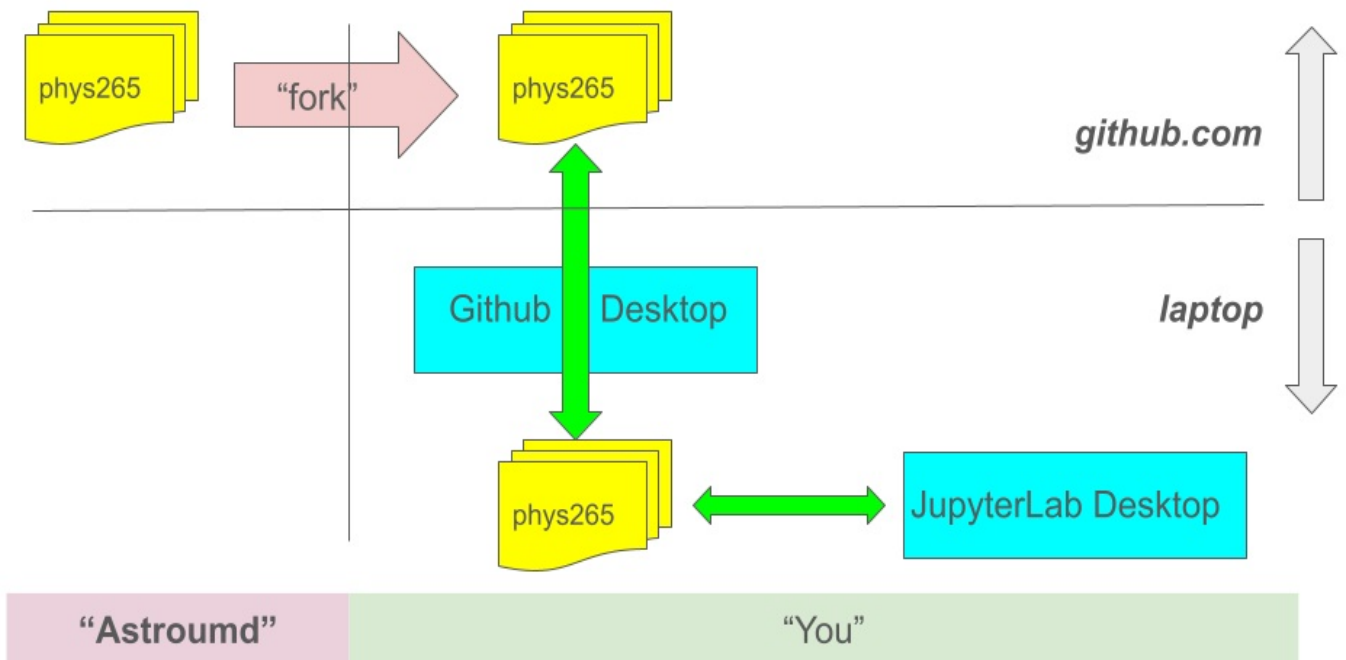 phys265
“fork”
phys265
github.com
Github Desktop
laptop
phys265
JupyterLab Desktop
“Astroumd”
“You”